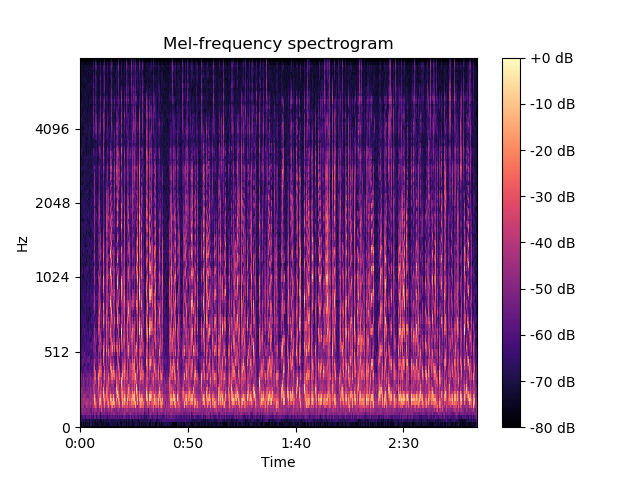 Mel-frequency spectrogram
Hz
4096
2048
1024
512
0
0:00
0:50
1:40
2:30
Time
+0 dB
-10 dB
-20 dB
-30 dB
-40 dB
-50 dB
-60 dB
-70 dB
-80 dB